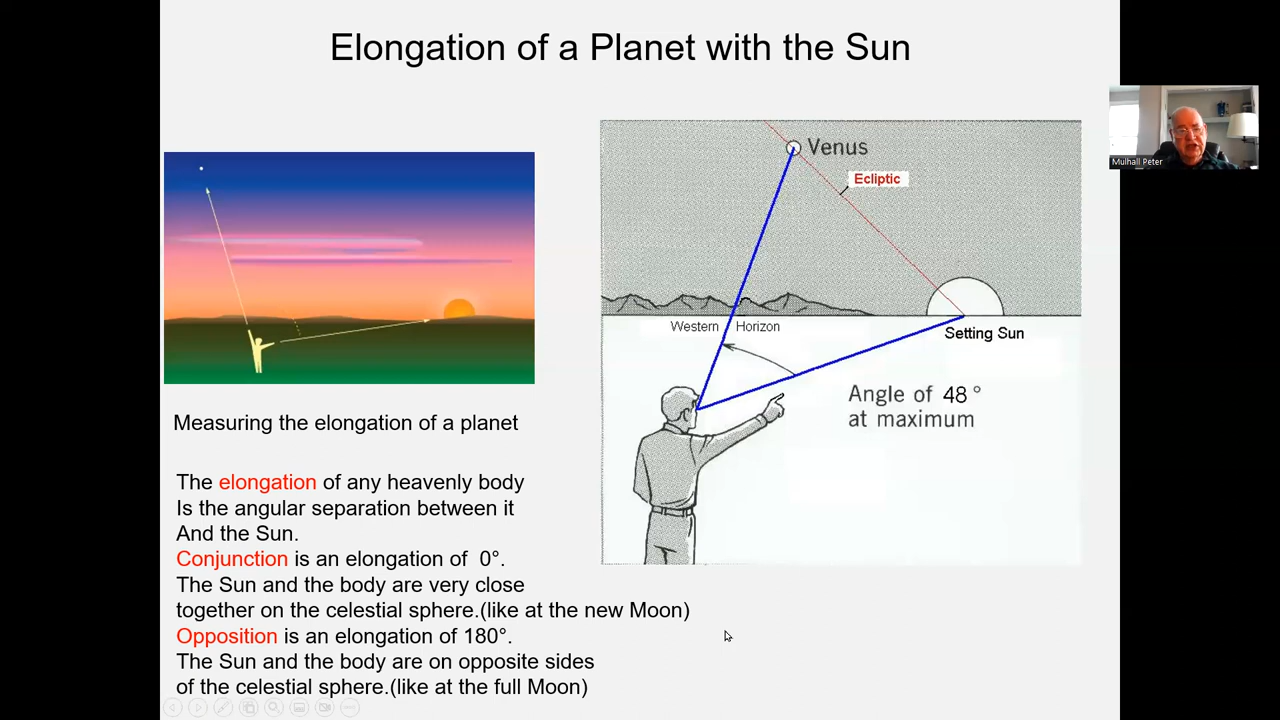 Elongation of a Planet with the Sun
Mulhall Peter
Venus
Ecliptic
Western Horizon
Setting Sun
Angle of 48 °
at maximum
Measuring the elongation of a planet
The elongation of any heavenly body
Is the angular separation between it
And the Sun.
Conjunction is an elongation of 0°.
The Sun and the body are very close
together on the celestial sphere.(like at the new Moon)
Opposition is an elongation of 180°.
The Sun and the body are on opposite sides
of the celestial sphere.(like at the full Moon)